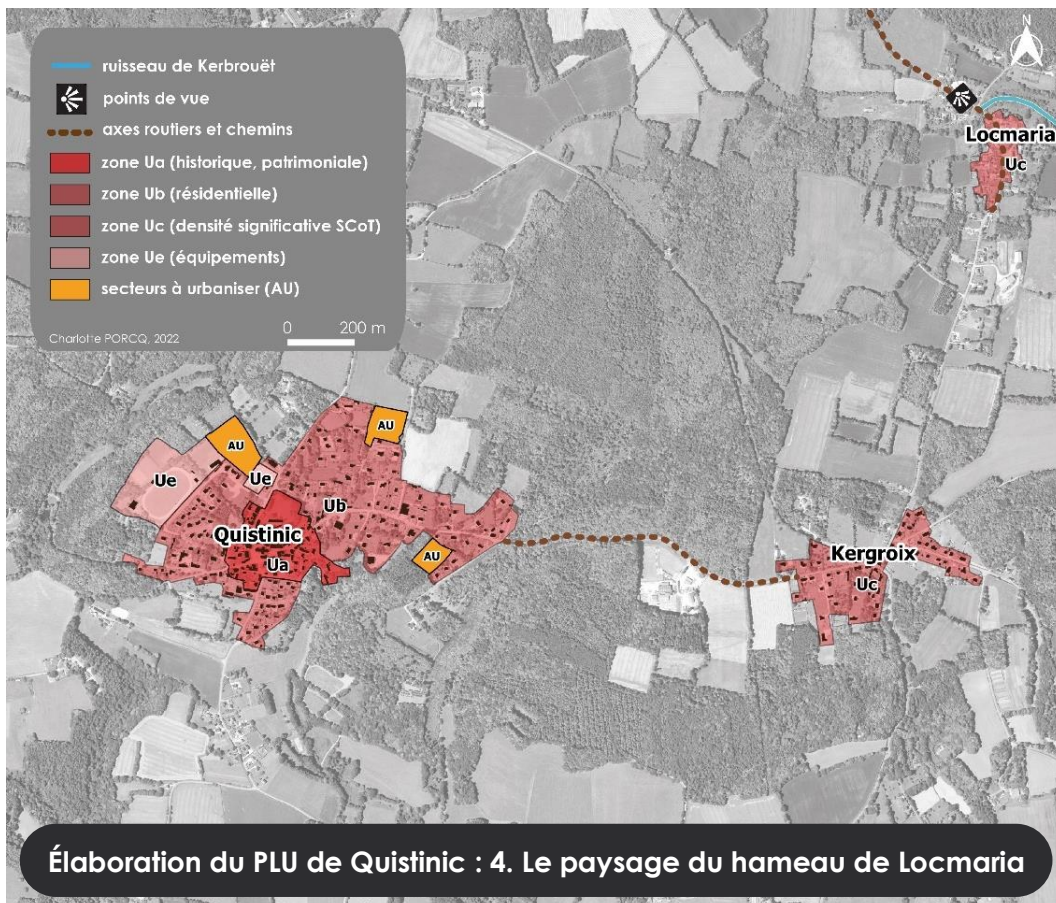 ruisseau de Kerbrouët
points de vue
axes routiers et chemins
zone Ua (historique, patrimoniale)
zone Ub (résidentielle)
zone Uc (densité significative SCoT)
zone Ue (équipements)
secteurs à urbaniser (AU)
Charlotte PORCQ, 2022
0 200 m
N
Locmaria
Uc
AU
AU
Ue
Ue
Ub
Quistinic
Ua
AU
Kergroix
Uc
Élaboration du PLU de Quistinic : 4. Le paysage du hameau de Locmaria